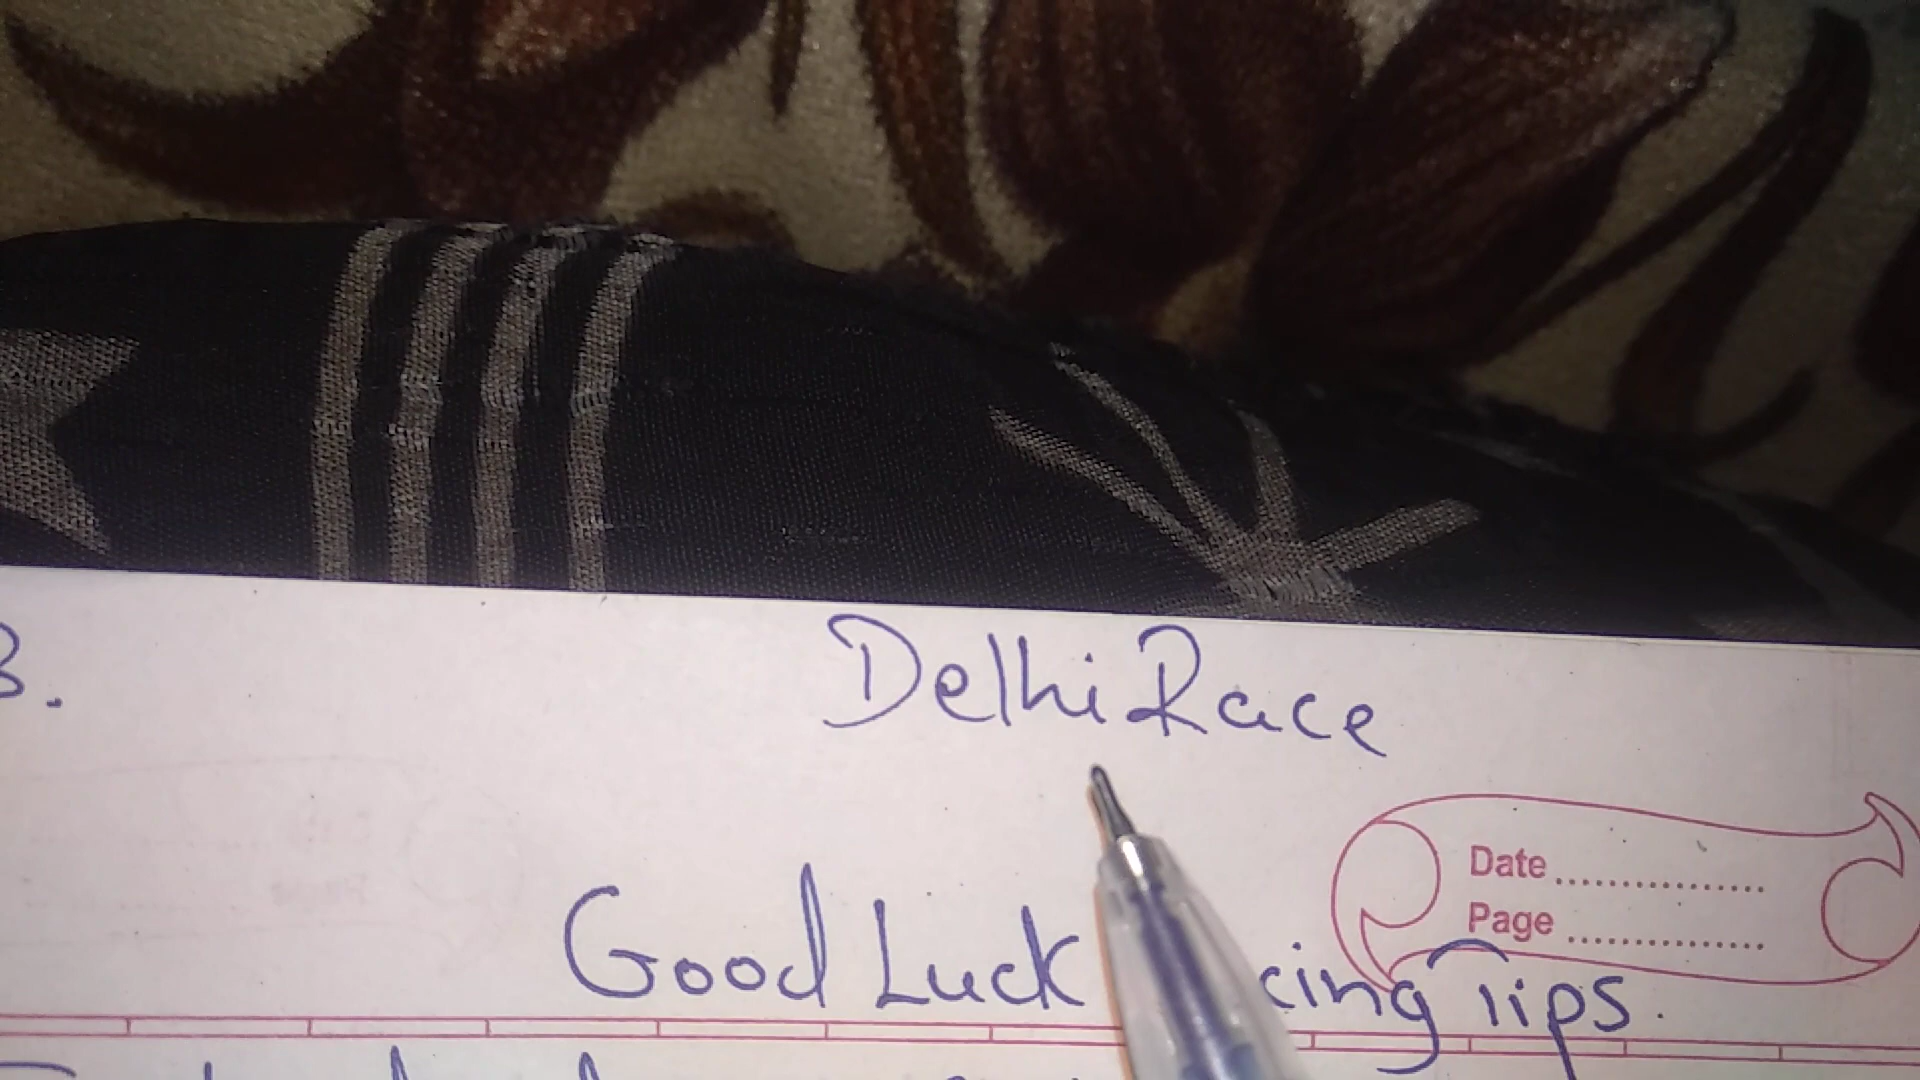 3.
Delhi Race
Date ................
Page ................
Good Luck cing Tips.